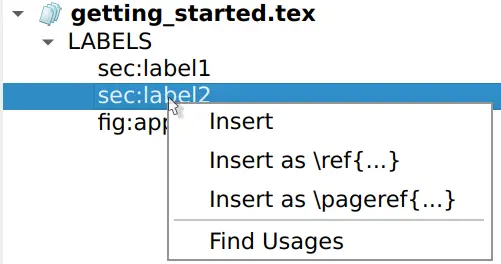 getting_started.tex
LABELS
sec:label1
sec:label2
Insert
Insert as \ref{...}
Insert as \pageref{...}
Find Usages